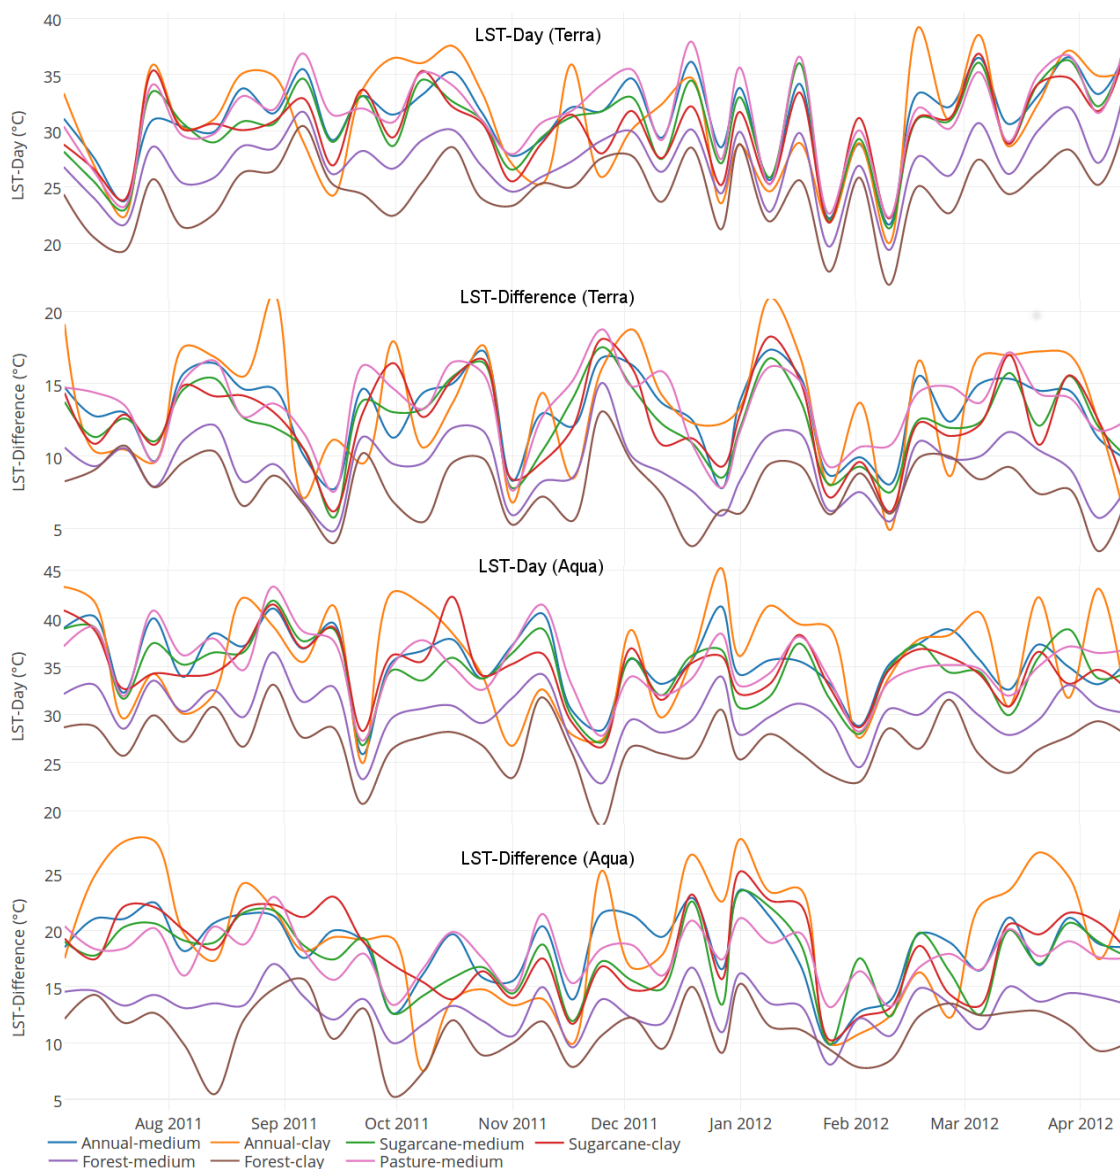 LST-Day (Terra)
LST-Day (°C)
40
35
30
25
20
LST-Difference (Terra)
LST-Difference (°C)
20
15
10
5
LST-Day (Aqua)
LST-Day (°C)
45
40
35
30
25
20
LST-Difference (Aqua)
LST-Difference (°C)
25
20
15
10
5
Aug 2011 Sep 2011 Oct 2011 Nov 2011 Dec 2011 Jan 2012 Feb 2012 Mar 2012 Apr 2012
Annual-medium Annual-clay Sugarcane-medium Sugarcane-clay
Forest-medium Forest-clay Pasture-medium